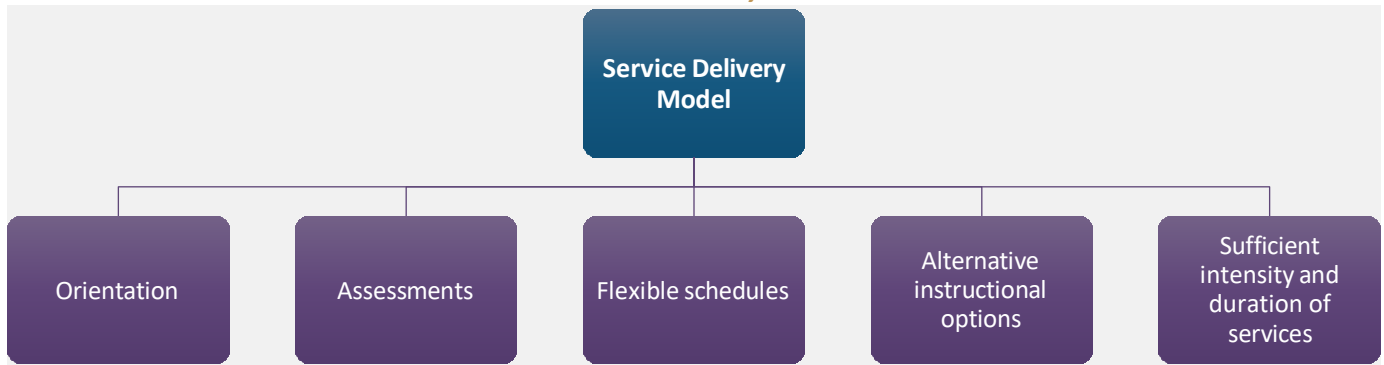 Service Delivery
Model
Orientation
Assessments
Flexible schedules
Alternative
instructional
options
Sufficient
intensity and
duration of
services